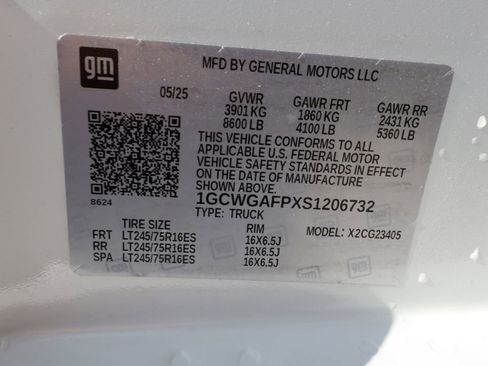 gm
MFD BY GENERAL MOTORS LLC
05/25 GVWR GAWR FRT GAWR RR
3901 KG 1860 KG 2431 KG
8600 LB 4100 LB 5360 LB
THIS VEHICLE CONFORMS TO ALL
APPLICABLE U.S. FEDERAL MOTOR
VEHICLE SAFETY STANDARDS IN EFFECT
ON THE DATE OF MANUFACTURE
SHOWN ABOVE.
8624 1GCWGAFPXS1206732
TYPE: TRUCK MODEL: X2CG23405
TIRE SIZE RIM
FRT LT245/75R16ES 16X6.5J
RR LT245/75R16ES 16X6.5J
SPA LT245/75R16ES 16X6.5J